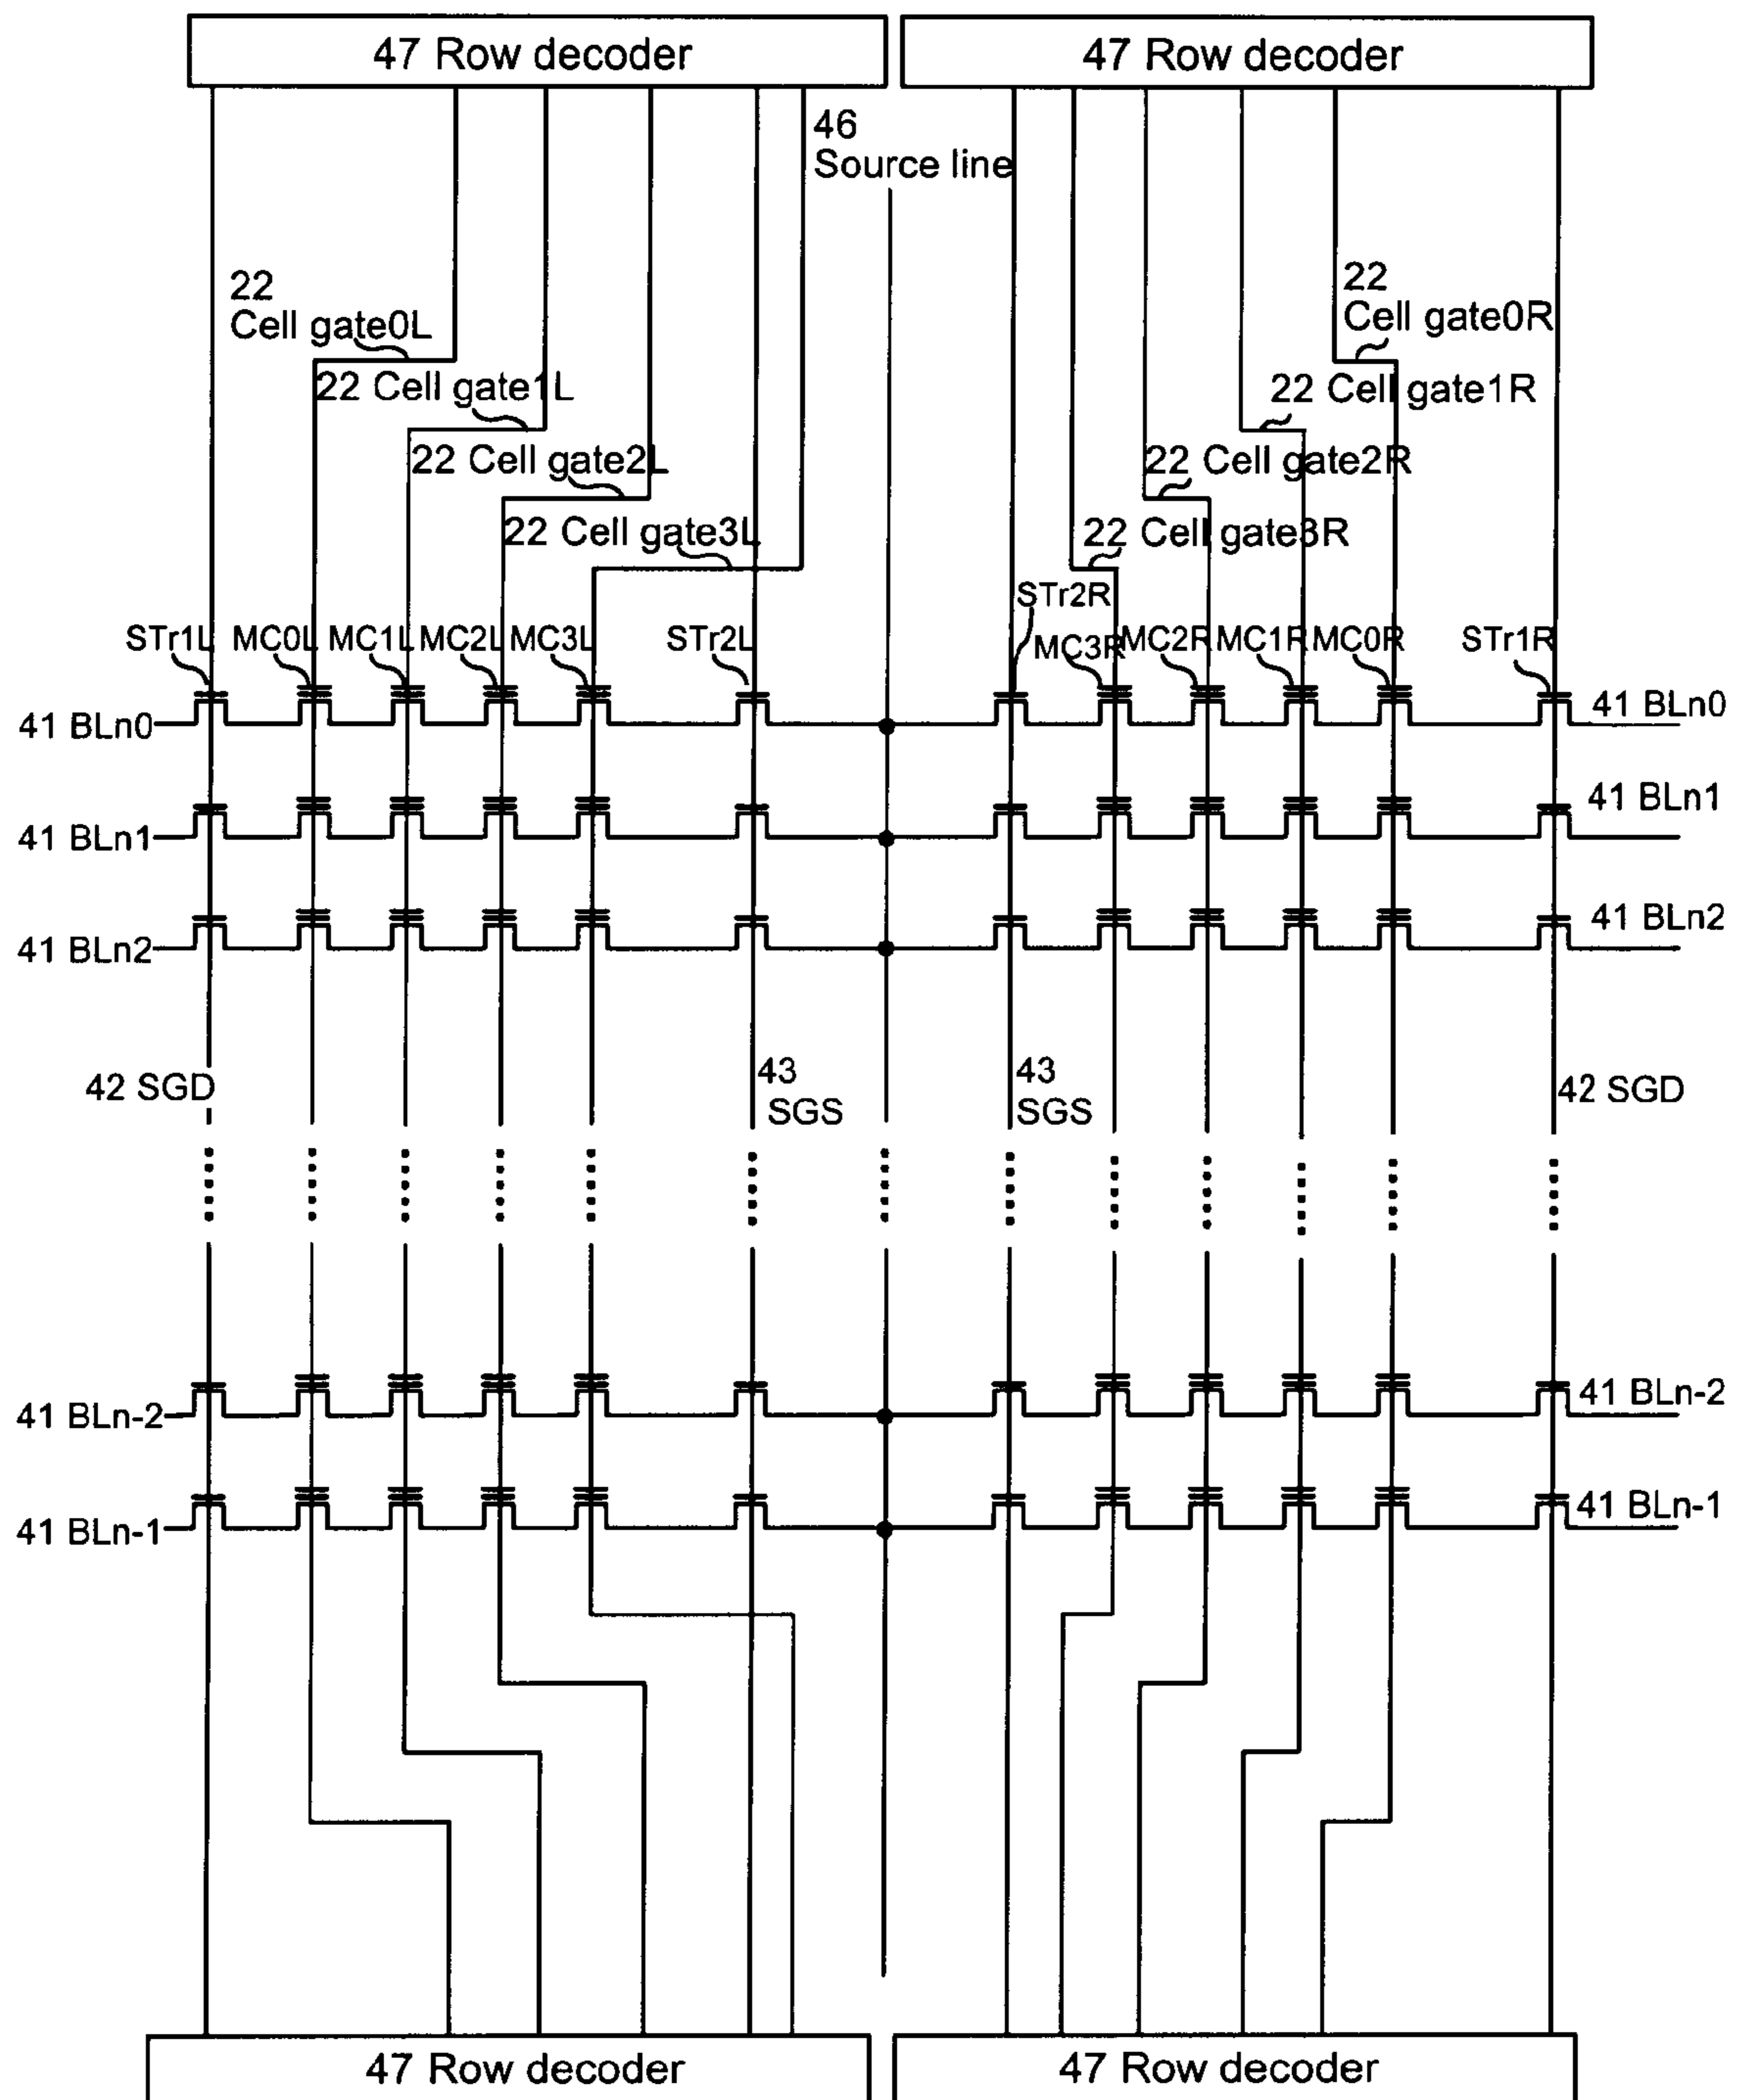 47 Row decoder
47 Row decoder
46
Source line
22
Cell gate0L
22
Cell gate0R
22 Cell gate1L
22 Cell gate1R
22 Cell gate2L
22 Cell gate2R
22 Cell gate3L
22 Cell gate3R
STr2R
STr1L MC0L MC1L MC2L MC3L STr2L
MC3R MC2R MC1R MC0R STr1R
41 BLn0
41 BLn0
41 BLn1
41 BLn1
41 BLn2
41 BLn2
42 SGD
43
SGS
43
SGS
42 SGD
41 BLn-2
41 BLn-2
41 BLn-1
41 BLn-1
47 Row decoder
47 Row decoder